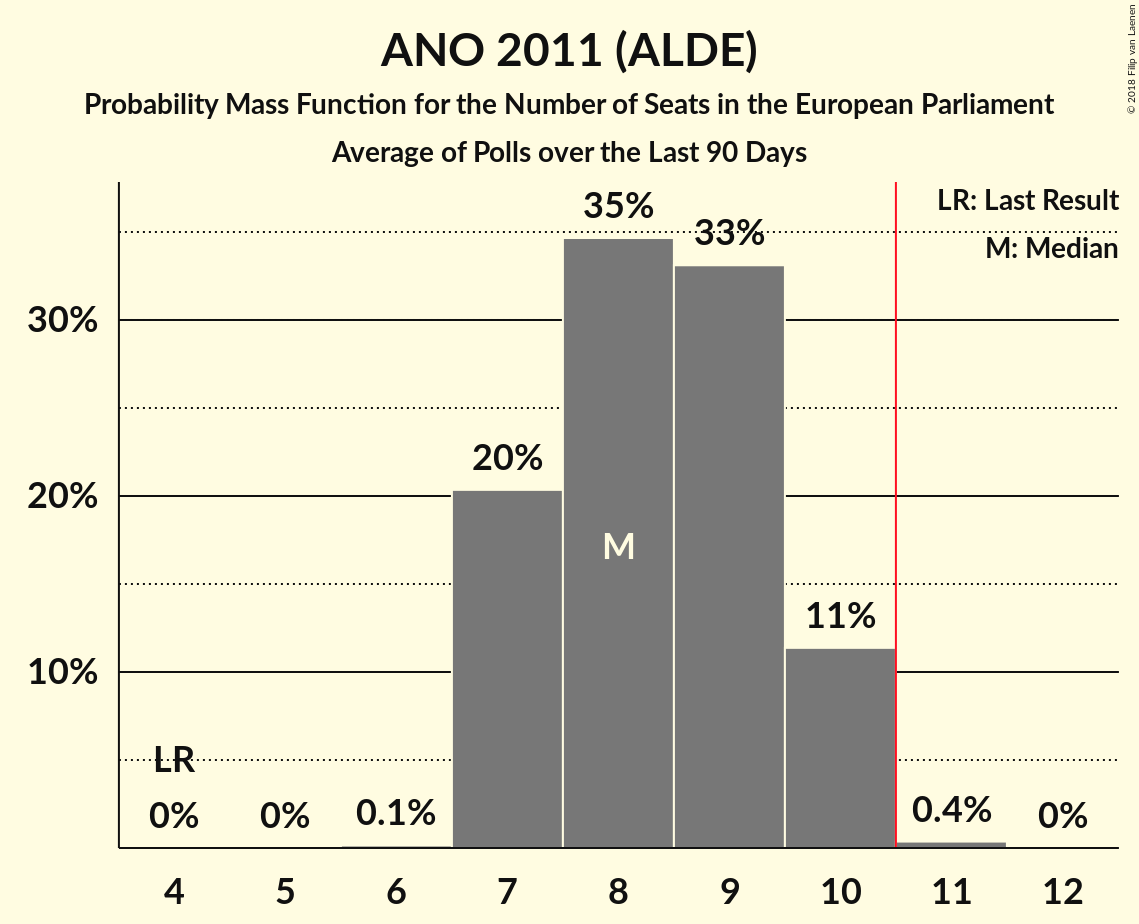 ANO 2011 (ALDE)
Probability Mass Function for the Number of Seats in the European Parliament
Average of Polls over the Last 90 Days
© 2018 Filip van Laenen
LR: Last Result
M: Median
35%
33%
30%
20%
20%
M
11%
10%
LR
0%
0%
0.1%
0.4%
0%
4 5 6 7 8 9 10 11 12